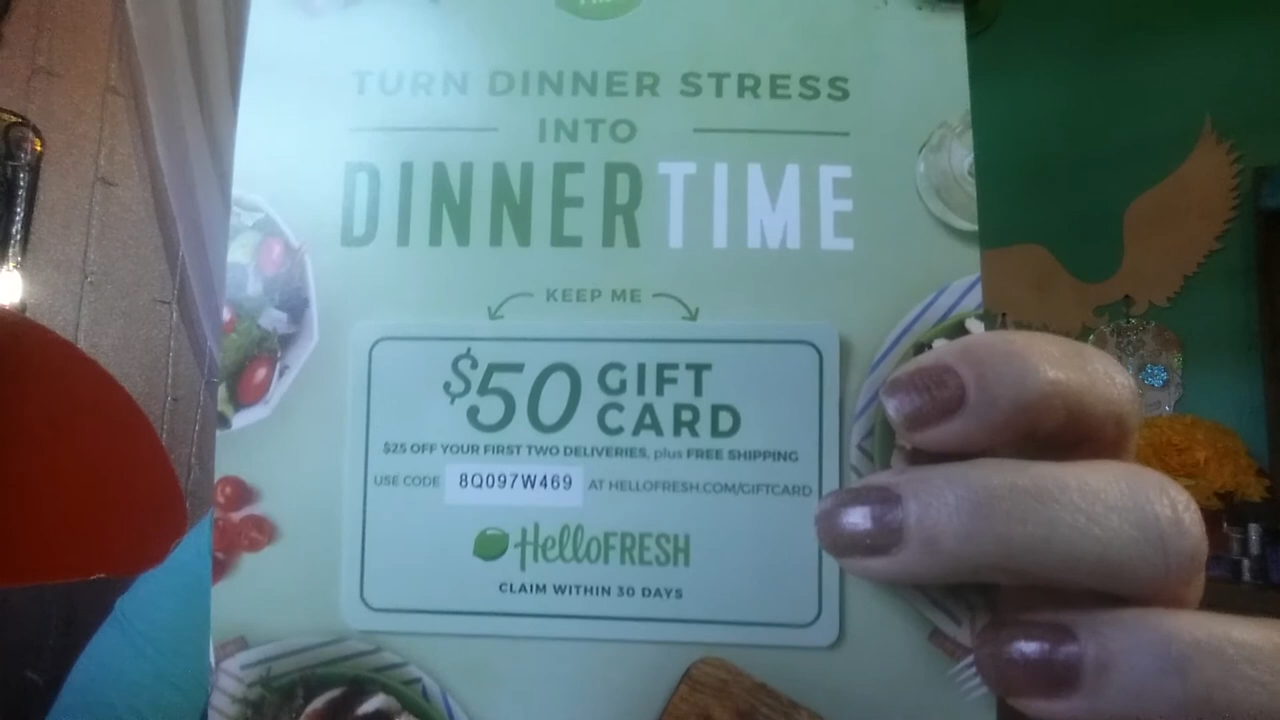 TURN DINNER STRESS
INTO
DINNERTIME
KEEP ME
$50 GIFT CARD
$25 OFF YOUR FIRST TWO DELIVERIES, plus FREE SHIPPING
USE CODE 8Q097W469 AT HELLOFRESH.COM/GIFTCARD
HelloFRESH
CLAIM WITHIN 30 DAYS